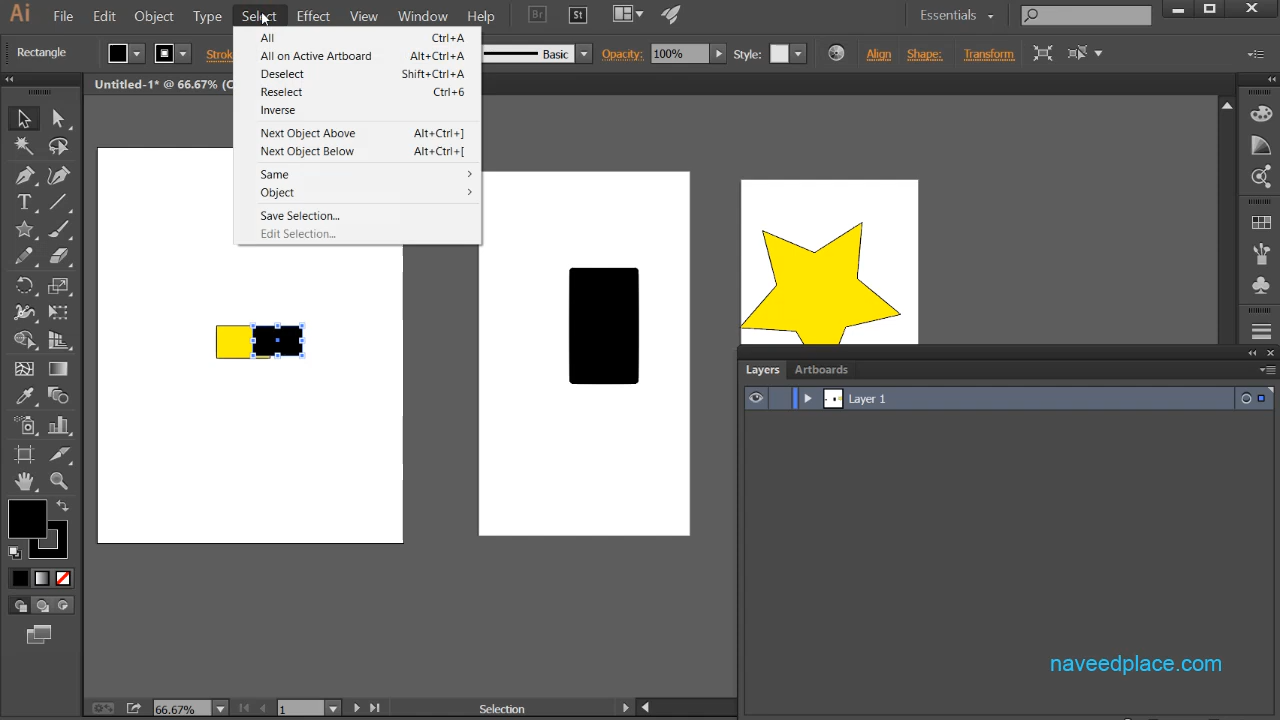 Ai File Edit Object Type Select Effect View Window Help Br St Essentials
Rectangle Strok Basic Opacity: 100% Style: Align Shape: Transform
Untitled-1* @ 66.67% (C
All Ctrl+A
All on Active Artboard Alt+Ctrl+A
Deselect Shift+Ctrl+A
Reselect Ctrl+6
Inverse
Next Object Above Alt+Ctrl+]
Next Object Below Alt+Ctrl+[
Same
Object
Save Selection...
Edit Selection...
Layers Artboards
Layer 1
naveedplace.com
66.67% 1 Selection